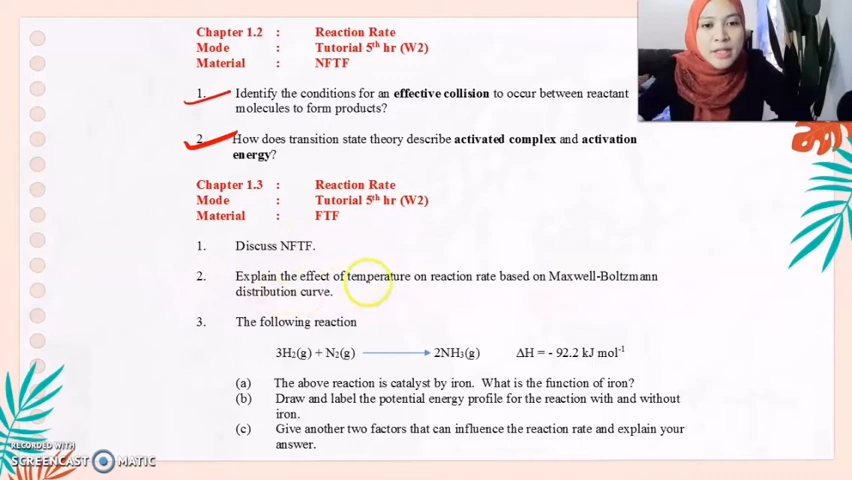 Chapter 1.2 : Reaction Rate
Mode : Tutorial 5th hr (W2)
Material : NFTF
1. Identify the conditions for an effective collision to occur between reactant
molecules to form products?
2. How does transition state theory describe activated complex and activation
energy?
Chapter 1.3 : Reaction Rate
Mode : Tutorial 5th hr (W2)
Material : FTF
1. Discuss NFTF.
2. Explain the effect of temperature on reaction rate based on Maxwell-Boltzmann
distribution curve.
3. The following reaction
3H₂(g) + N₂(g) → 2NH₃(g) ΔH = - 92.2 kJ mol⁻¹
(a) The above reaction is catalyst by iron. What is the function of iron?
(b) Draw and label the potential energy profile for the reaction with and without
iron.
(c) Give another two factors that can influence the reaction rate and explain your
answer.
RECORDED WITH
SCREENCAST MATIC